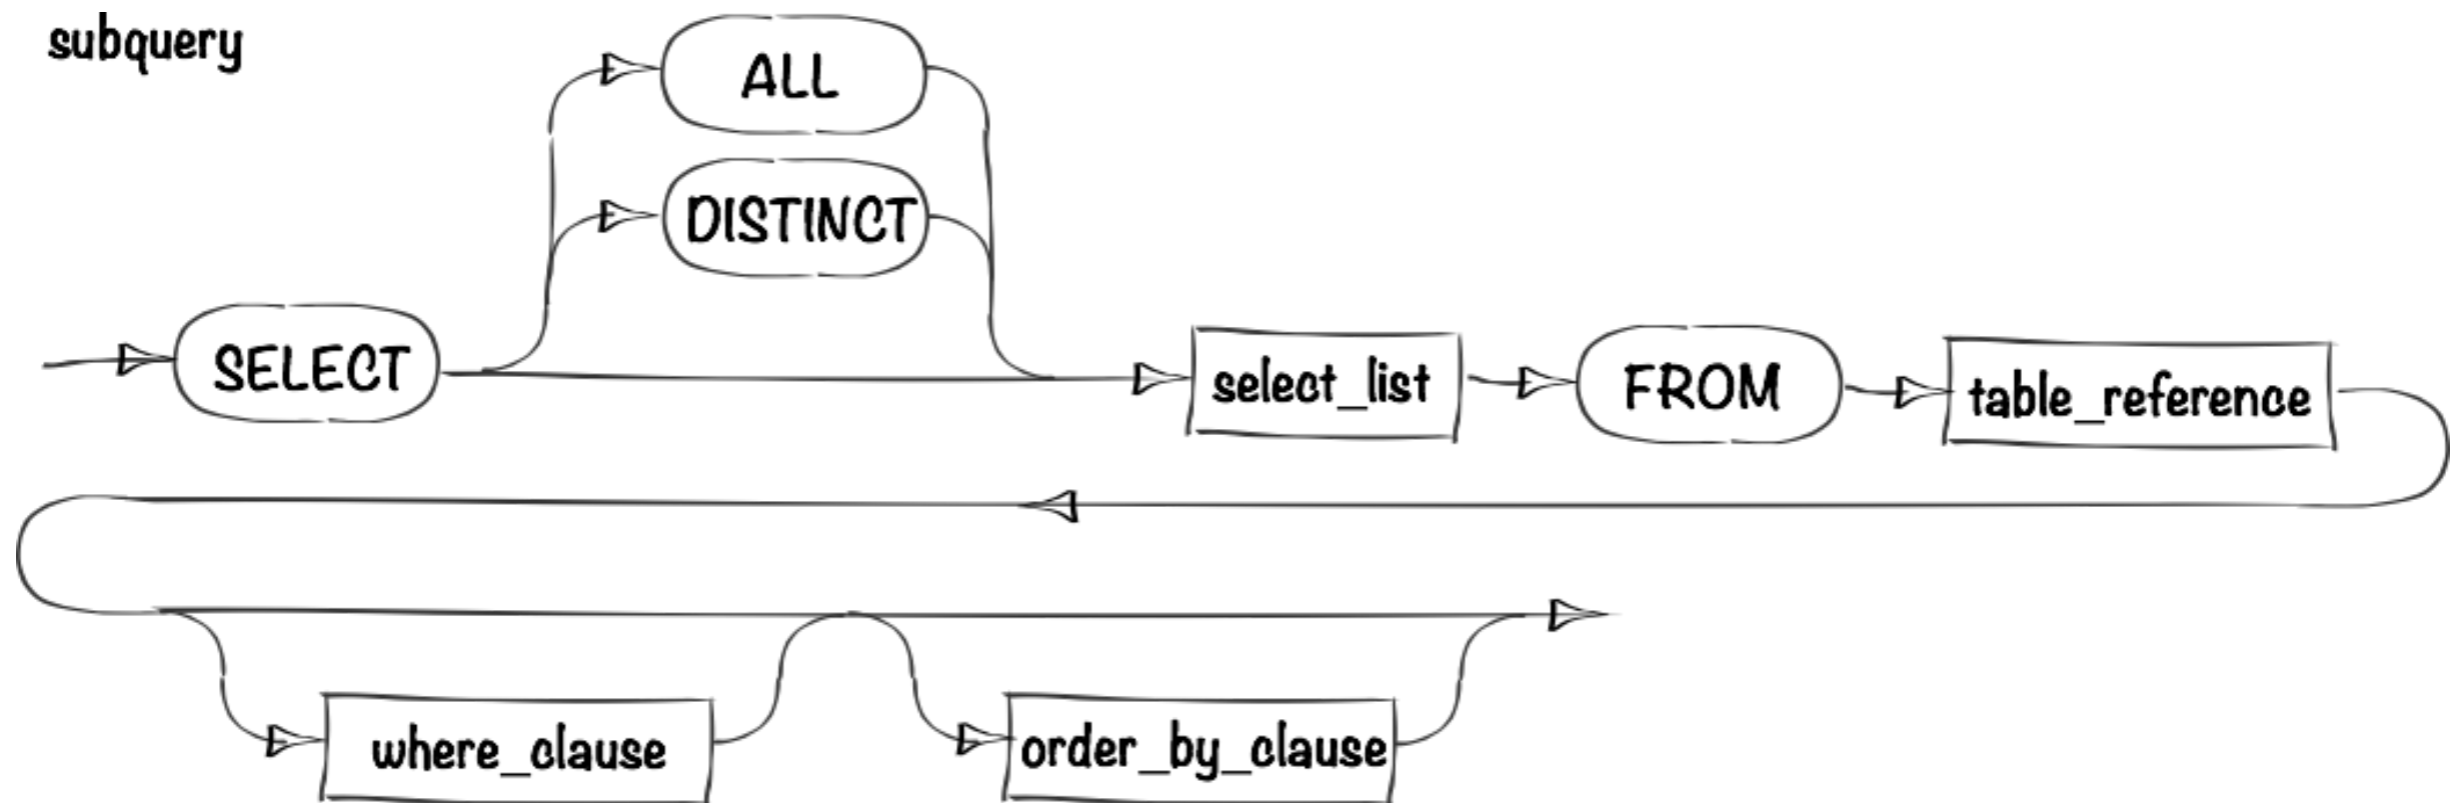 subquery
ALL
DISTINCT
SELECT
select_list
FROM
table_reference
where_clause
order_by_clause